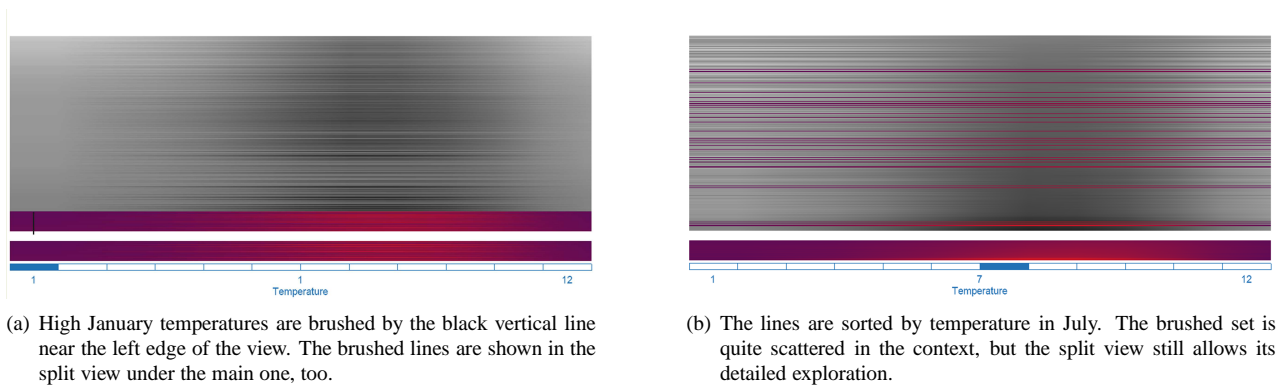 1 1 12
Temperature
(a) High January temperatures are brushed by the black vertical line
near the left edge of the view. The brushed lines are shown in the
split view under the main one, too.
1 7 12
Temperature
(b) The lines are sorted by temperature in July. The brushed set is
quite scattered in the context, but the split view still allows its
detailed exploration.